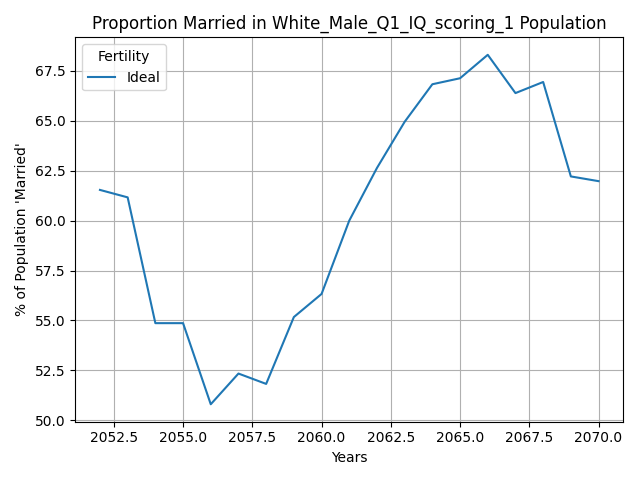 Proportion Married in White_Male_Q1_IQ_scoring_1 Population
Fertility
Ideal
% of Population 'Married'
67.5
65.0
62.5
60.0
57.5
55.0
52.5
50.0
2052.5 2055.0 2057.5 2060.0 2062.5 2065.0 2067.5 2070.0
Years